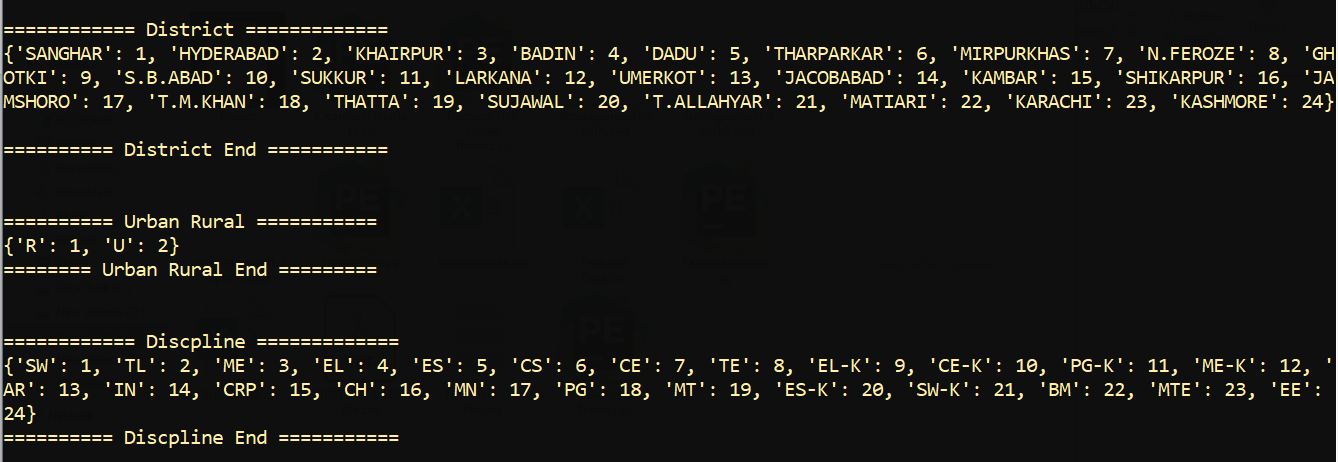 ============ District =============
{'SANGHAR': 1, 'HYDERABAD': 2, 'KHAIRPUR': 3, 'BADIN': 4, 'DADU': 5, 'THARPARKAR': 6, 'MIRPURKHAS': 7, 'N.FEROZE': 8, 'GH
OTKI': 9, 'S.B.ABAD': 10, 'SUKKUR': 11, 'LARKANA': 12, 'UMERKOT': 13, 'JACOBABAD': 14, 'KAMBAR': 15, 'SHIKARPUR': 16, 'JA
MSHORO': 17, 'T.M.KHAN': 18, 'THATTA': 19, 'SUJAWAL': 20, 'T.ALLAHYAR': 21, 'MATIARI': 22, 'KARACHI': 23, 'KASHMORE': 24}
========== District End ===========
========== Urban Rural ===========
{'R': 1, 'U': 2}
======== Urban Rural End =========
============ Discpline =============
{'SW': 1, 'TL': 2, 'ME': 3, 'EL': 4, 'ES': 5, 'CS': 6, 'CE': 7, 'TE': 8, 'EL-K': 9, 'CE-K': 10, 'PG-K': 11, 'ME-K': 12, '
AR': 13, 'IN': 14, 'CRP': 15, 'CH': 16, 'MN': 17, 'PG': 18, 'MT': 19, 'ES-K': 20, 'SW-K': 21, 'BM': 22, 'MTE': 23, 'EE':
24}
========== Discpline End ===========